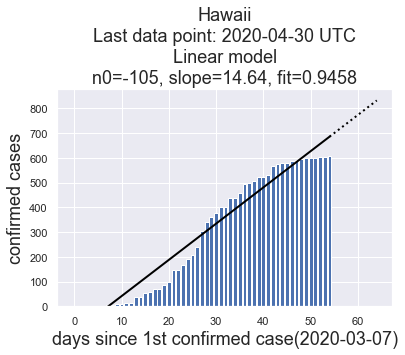 Hawaii
Last data point: 2020-04-30 UTC
Linear model
n0=-105, slope=14.64, fit=0.9458
confirmed cases
800
700
600
500
400
300
200
100
0
0 10 20 30 40 50 60
days since 1st confirmed case(2020-03-07)